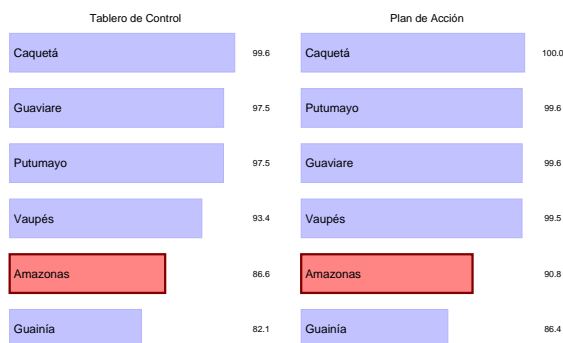 Tablero de Control
Caquetá 99.6
Guaviare 97.5
Putumayo 97.5
Vaupés 93.4
Amazonas 86.6
Guainía 82.1
Plan de Acción
Caquetá 100.0
Putumayo 99.6
Guaviare 99.6
Vaupés 99.5
Amazonas 90.8
Guainía 86.4